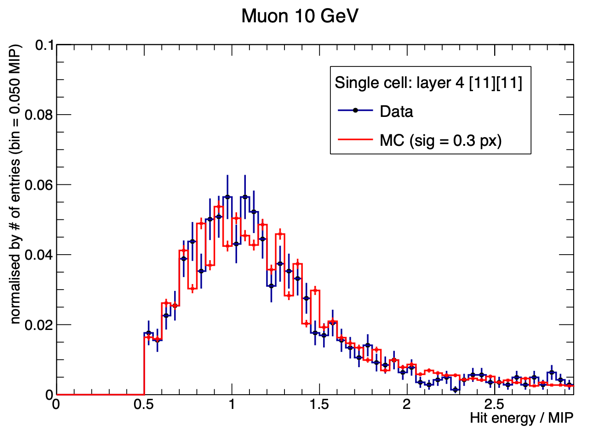 Muon 10 GeV
normalised by # of entries (bin = 0.050 MIP)
0.1
0.08
0.06
0.04
0.02
0
Single cell: layer 4 [11][11]
Data
MC (sig = 0.3 px)
0
0.5
1
1.5
2
2.5
Hit energy / MIP